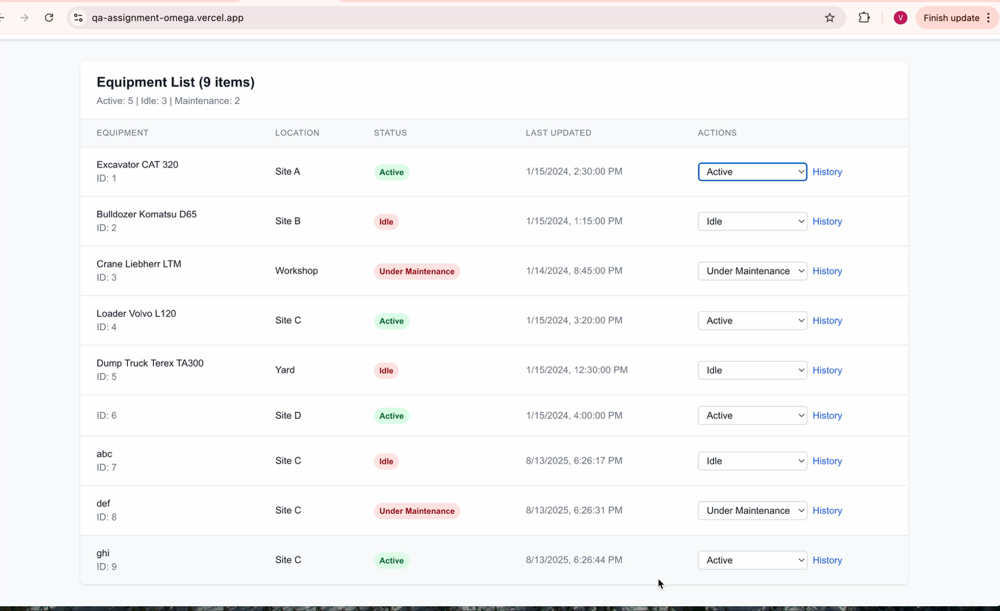 qa-assignment-omega.vercel.app
V
Finish update
Equipment List (9 items)
Active: 5 | Idle: 3 | Maintenance: 2
EQUIPMENT LOCATION STATUS LAST UPDATED ACTIONS
Excavator CAT 320
ID: 1
Site A Active 1/15/2024, 2:30:00 PM Active History
Bulldozer Komatsu D65
ID: 2
Site B Idle 1/15/2024, 1:15:00 PM Idle History
Crane Liebherr LTM
ID: 3
Workshop Under Maintenance 1/14/2024, 8:45:00 PM Under Maintenance History
Loader Volvo L120
ID: 4
Site C Active 1/15/2024, 3:20:00 PM Active History
Dump Truck Terex TA300
ID: 5
Yard Idle 1/15/2024, 12:30:00 PM Idle History
ID: 6 Site D Active 1/15/2024, 4:00:00 PM Active History
abc
ID: 7
Site C Idle 8/13/2025, 6:26:17 PM Idle History
def
ID: 8
Site C Under Maintenance 8/13/2025, 6:26:31 PM Under Maintenance History
ghi
ID: 9
Site C Active 8/13/2025, 6:26:44 PM Active History